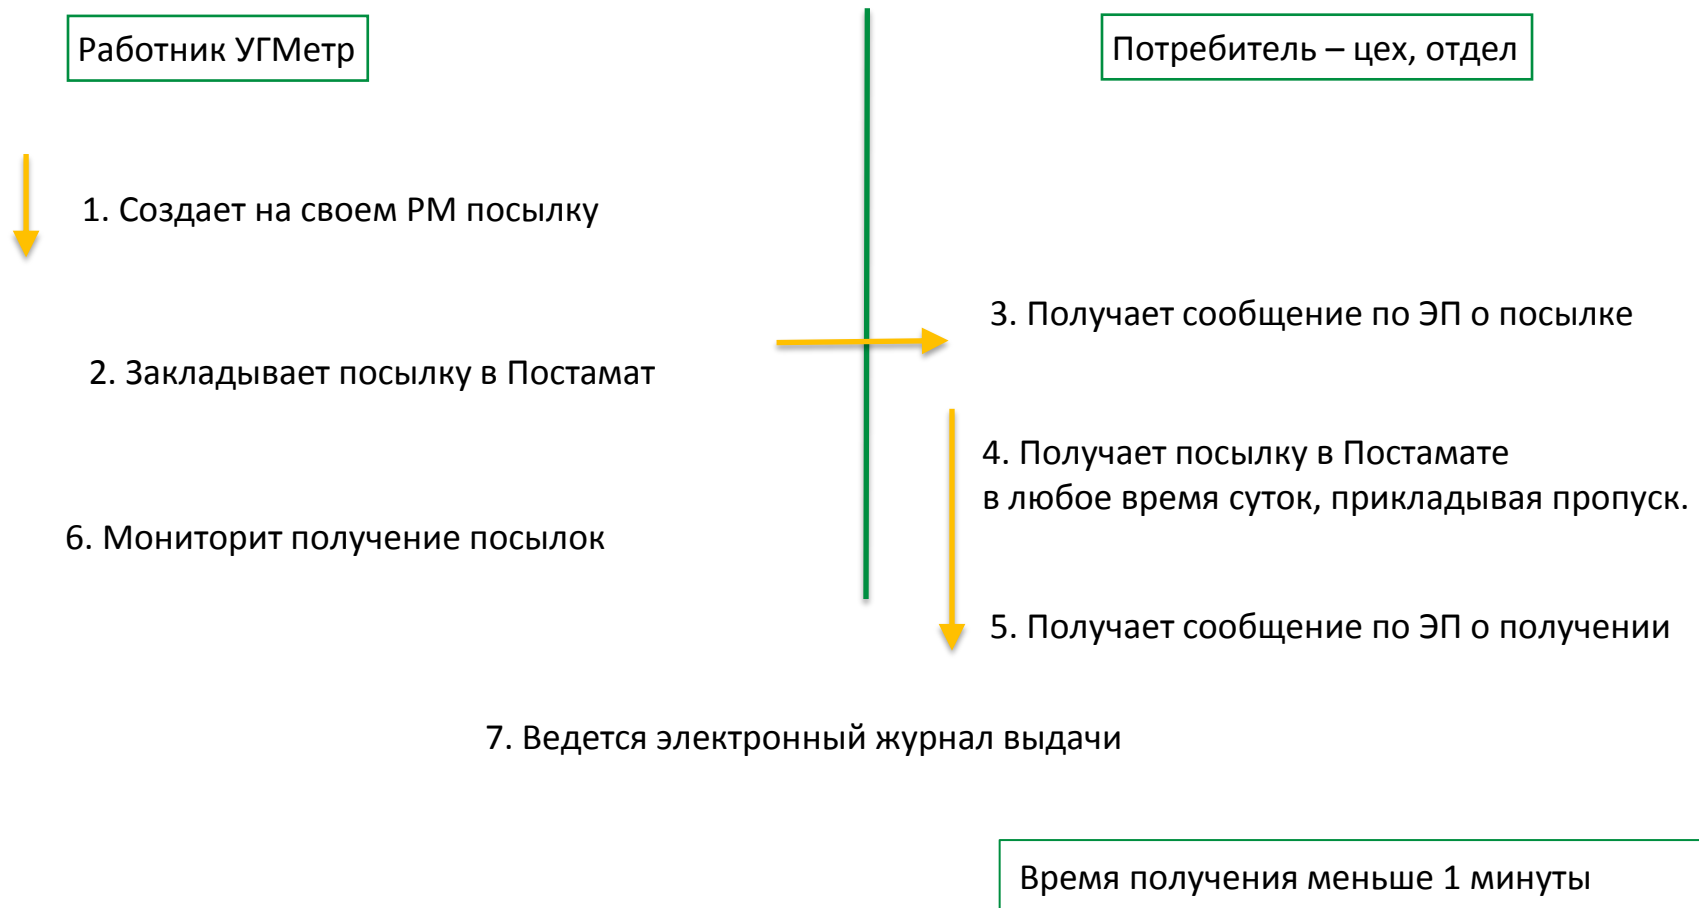 Работник УГМетр
Потребитель – цех, отдел
1. Создает на своем РМ посылку
2. Закладывает посылку в Постамат
3. Получает сообщение по ЭП о посылке
4. Получает посылку в Постамате
в любое время суток, прикладывая пропуск.
5. Получает сообщение по ЭП о получении
6. Мониторит получение посылок
7. Ведется электронный журнал выдачи
Время получения меньше 1 минуты